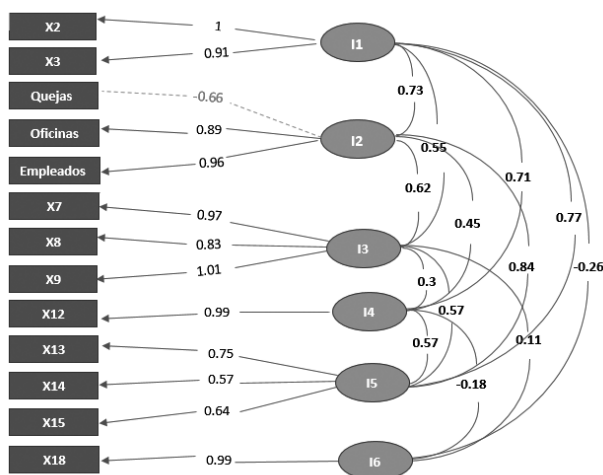 X2
1
I1
X3
0.91
Quejas
-0.66
0.73
Oficinas
0.89
I2
0.55
Empleados
0.96
0.71
0.62
X7
0.97
0.45
0.77
X8
0.83
I3
0.84
-0.26
X9
1.01
0.3
X12
0.99
I4
0.57
0.57
0.11
X13
0.75
I5
-0.18
X14
0.57
X15
0.64
X18
0.99
I6